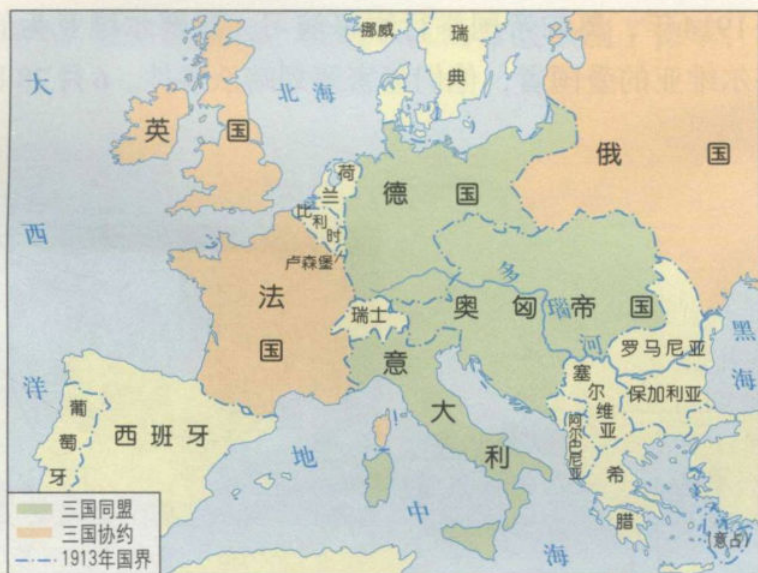 挪威
瑞典
大西洋
北海
英国
荷兰
比利时
卢森堡
德国
俄国
法国
瑞士
奥匈帝国
多瑙河
罗马尼亚
黑海
意大利
塞尔维亚
保加利亚
阿尔巴尼亚
希腊
葡萄牙
西班牙
地中海
(意占)
三国同盟
三国协约
1913年国界